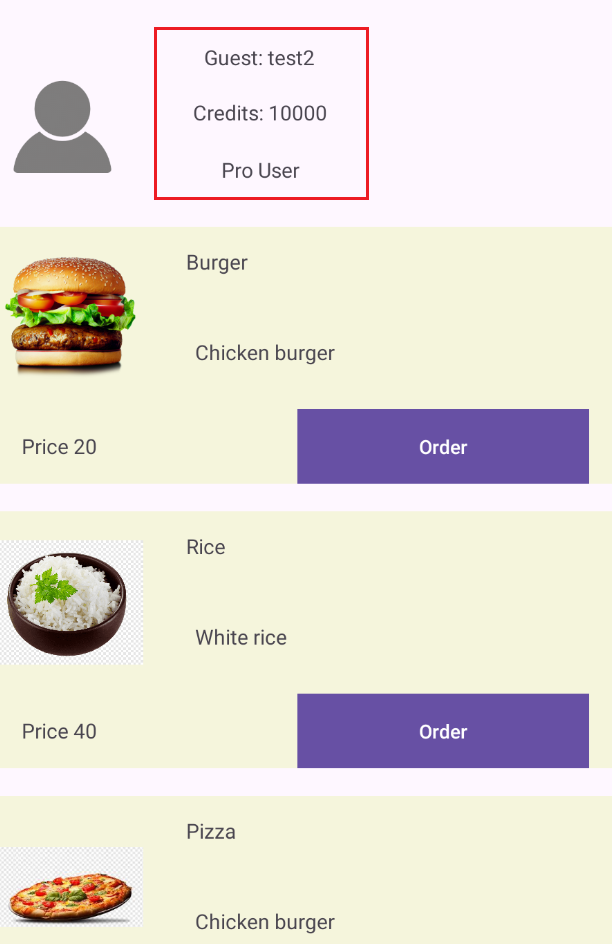 Guest: test2
Credits: 10000
Pro User
Burger
Chicken burger
Price 20
Order
Rice
White rice
Price 40
Order
Pizza
Chicken burger